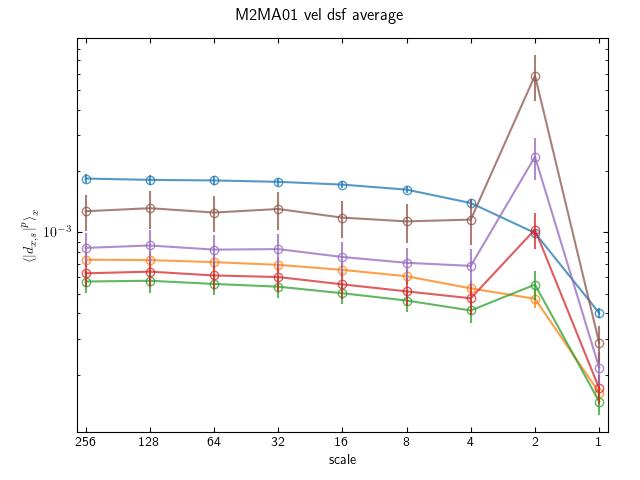 M2MA01 vel dsf average
⟨|d_{x,s}|^p⟩_x
10^{-3}
256 128 64 32 16 8 4 2 1
scale